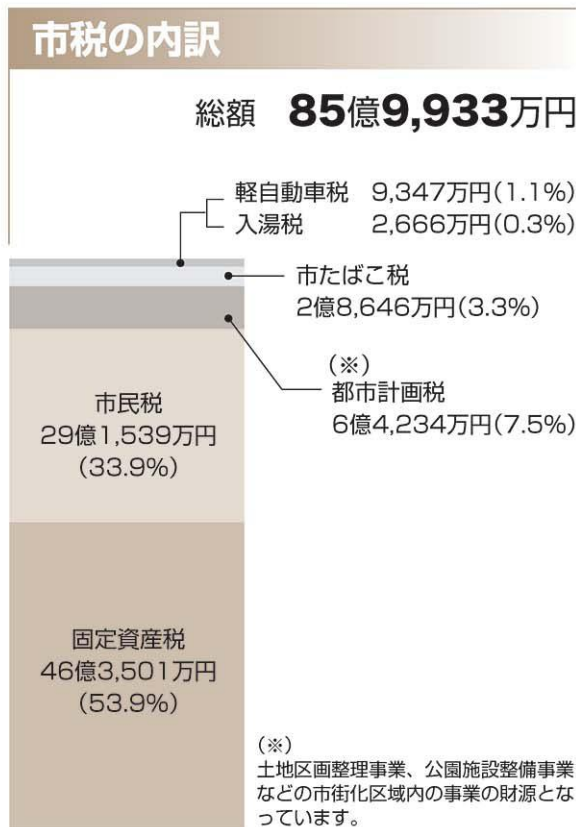 市税の内訳
総額 85億9,933万円
軽自動車税 9,347万円(1.1%)
入湯税 2,666万円(0.3%)
市たばこ税
2億8,646万円(3.3%)
(※)
都市計画税
6億4,234万円(7.5%)
市民税
29億1,539万円
(33.9%)
固定資産税
46億3,501万円
(53.9%)
(※)
土地区画整理事業、公園施設整備事業
などの市街化区域内の事業の財源とな
っています。